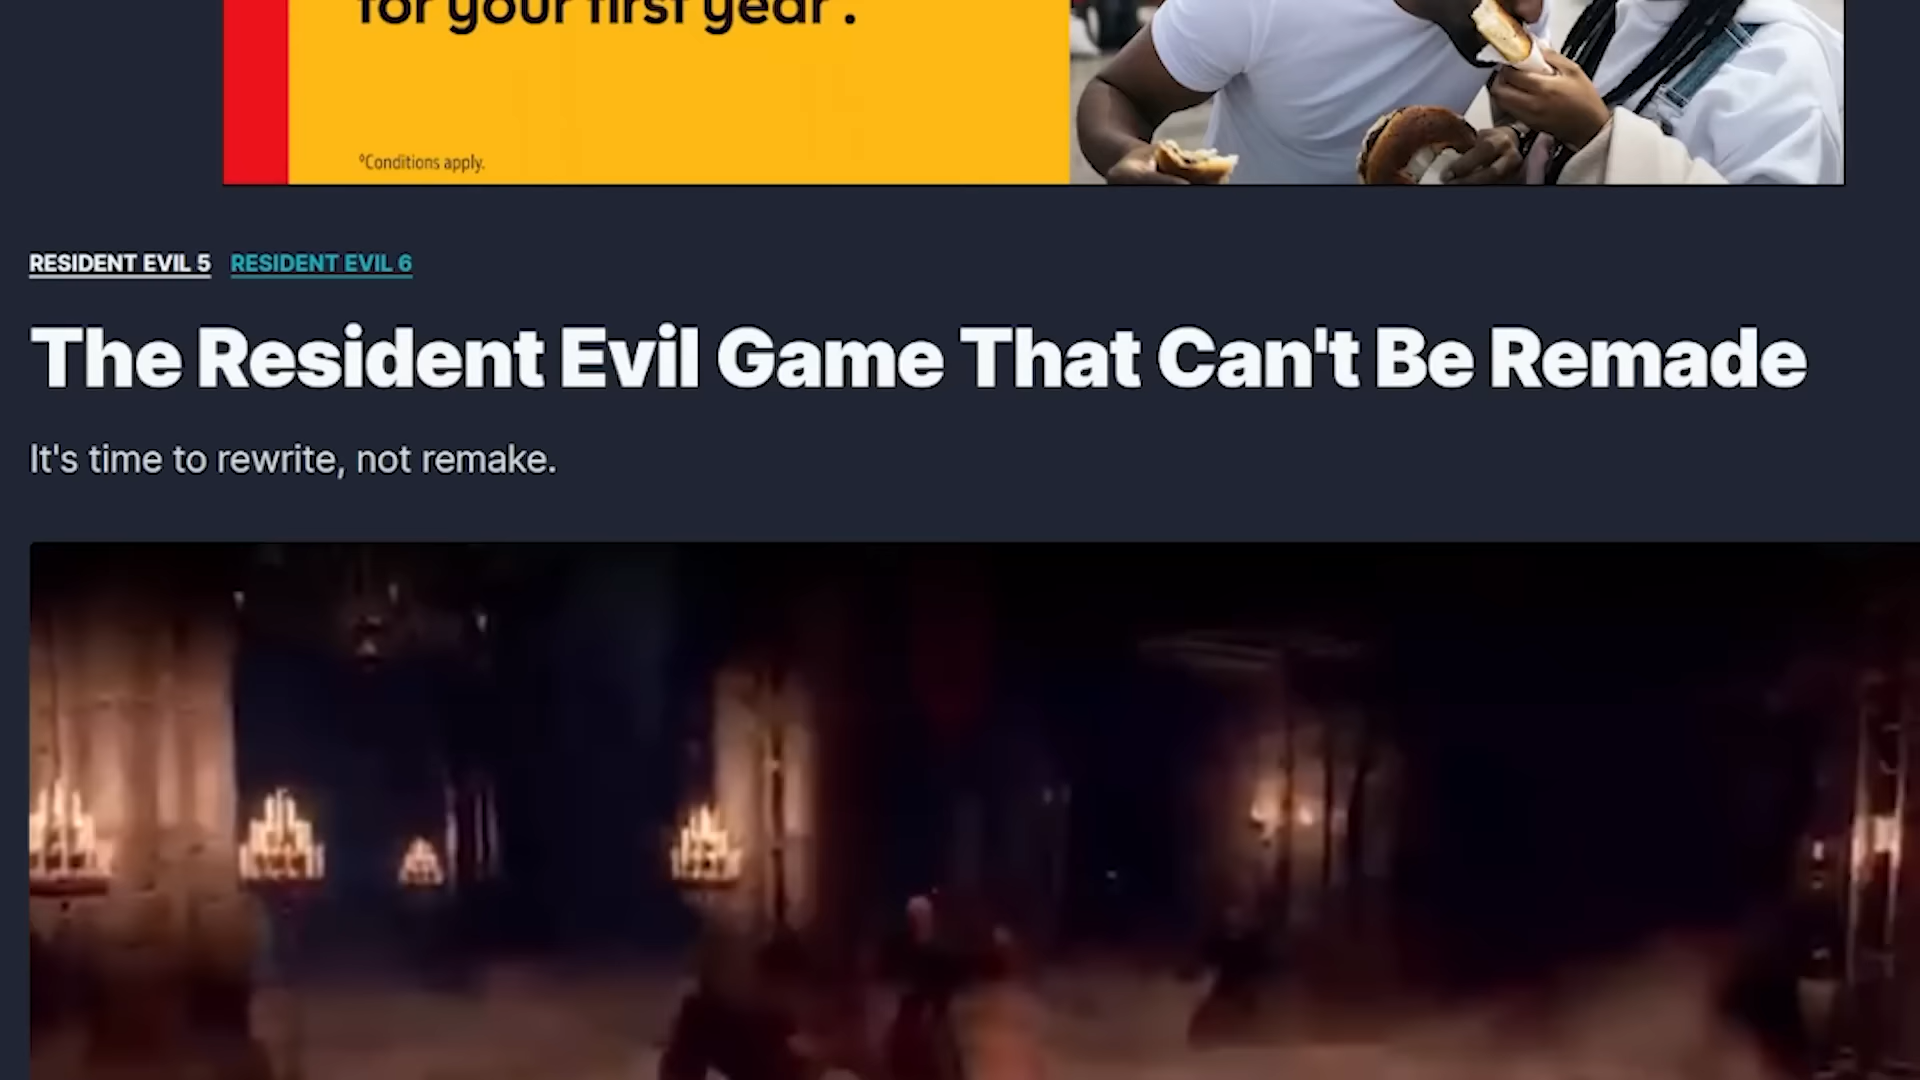 for your first year◊.
◊Conditions apply.
RESIDENT EVIL 5 RESIDENT EVIL 6
The Resident Evil Game That Can't Be Remade
It's time to rewrite, not remake.